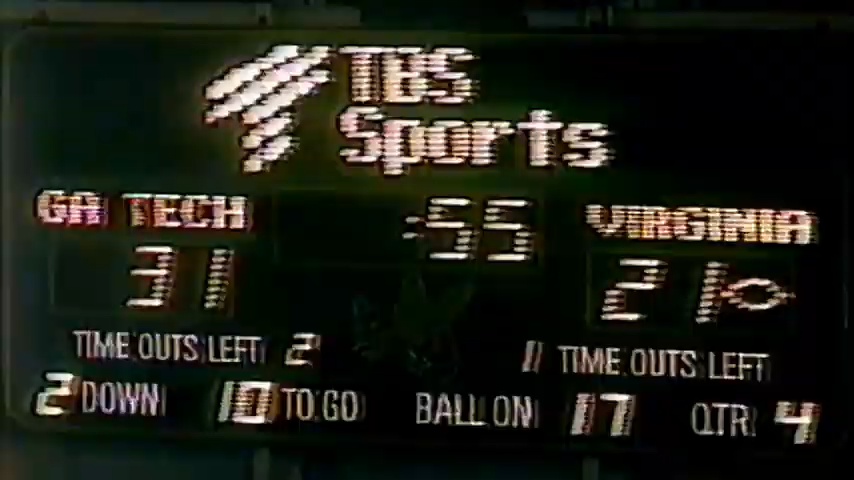 TBS
Sports
GA TECH :55 VIRGINIA
31 21
TIME OUTS LEFT 2 1 TIME OUTS LEFT
2 DOWN 10 TO GO BALL ON 17 QTR 4